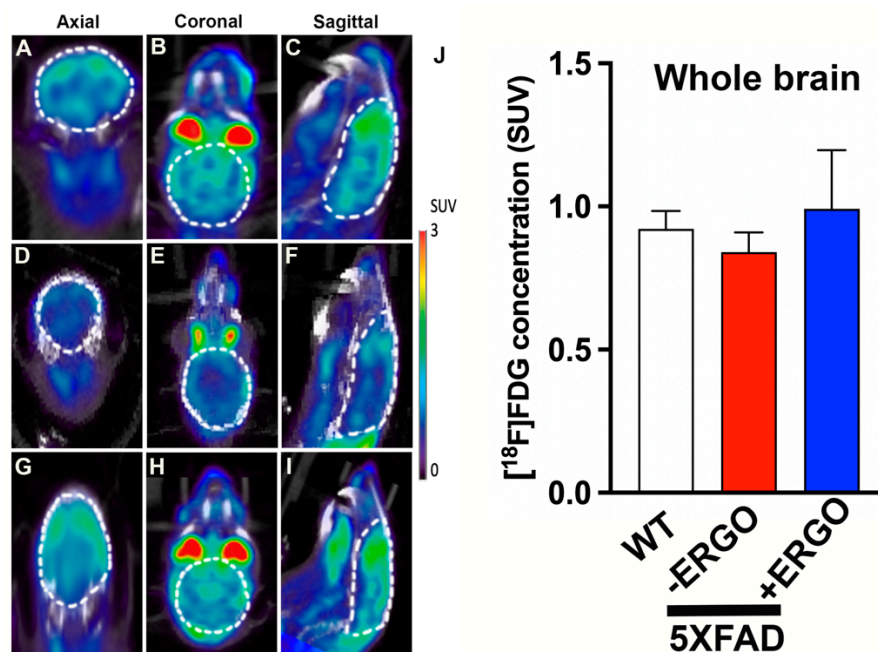 Axial Coronal Sagittal
A B C J
SUV
3
D E F
0
G H I
Whole brain
[¹⁸F]FDG concentration (SUV)
1.5
1.0
0.5
0.0
WT -ERGO +ERGO
5XFAD